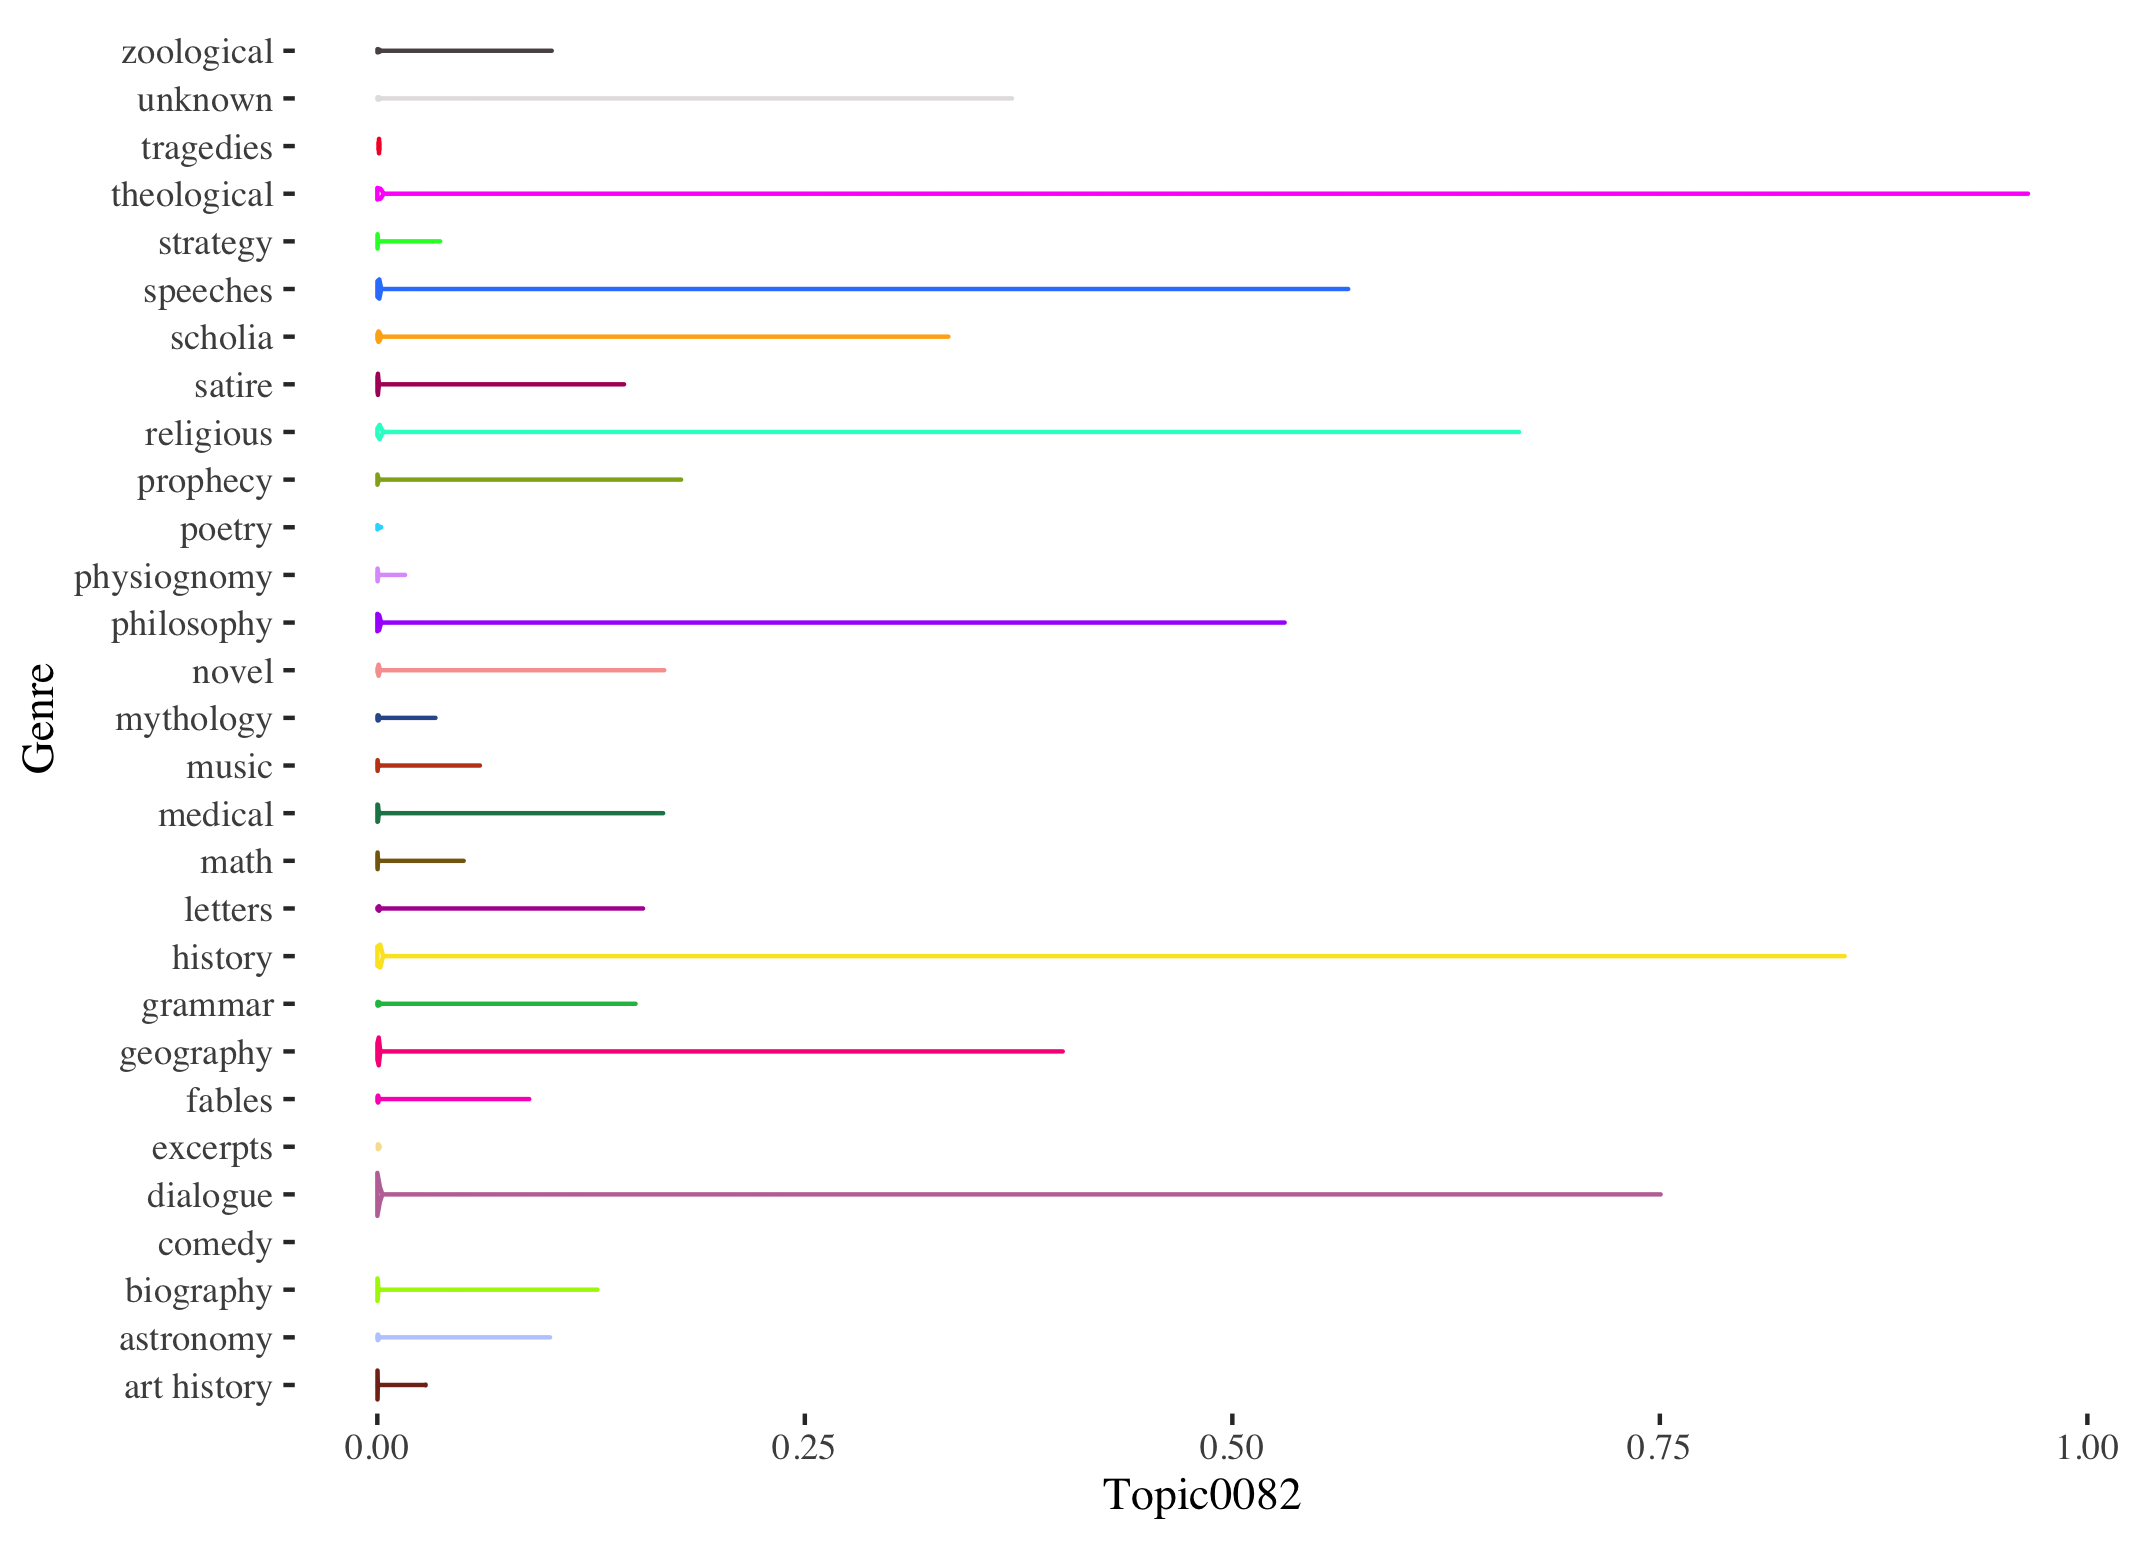 zoological
unknown
tragedies
theological
strategy
speeches
scholia
satire
religious
prophecy
poetry
physiognomy
philosophy
novel
mythology
music
medical
math
letters
history
grammar
geography
fables
excerpts
dialogue
comedy
biography
astronomy
art history
Genre
0.00 0.25 0.50 0.75 1.00
Topic0082